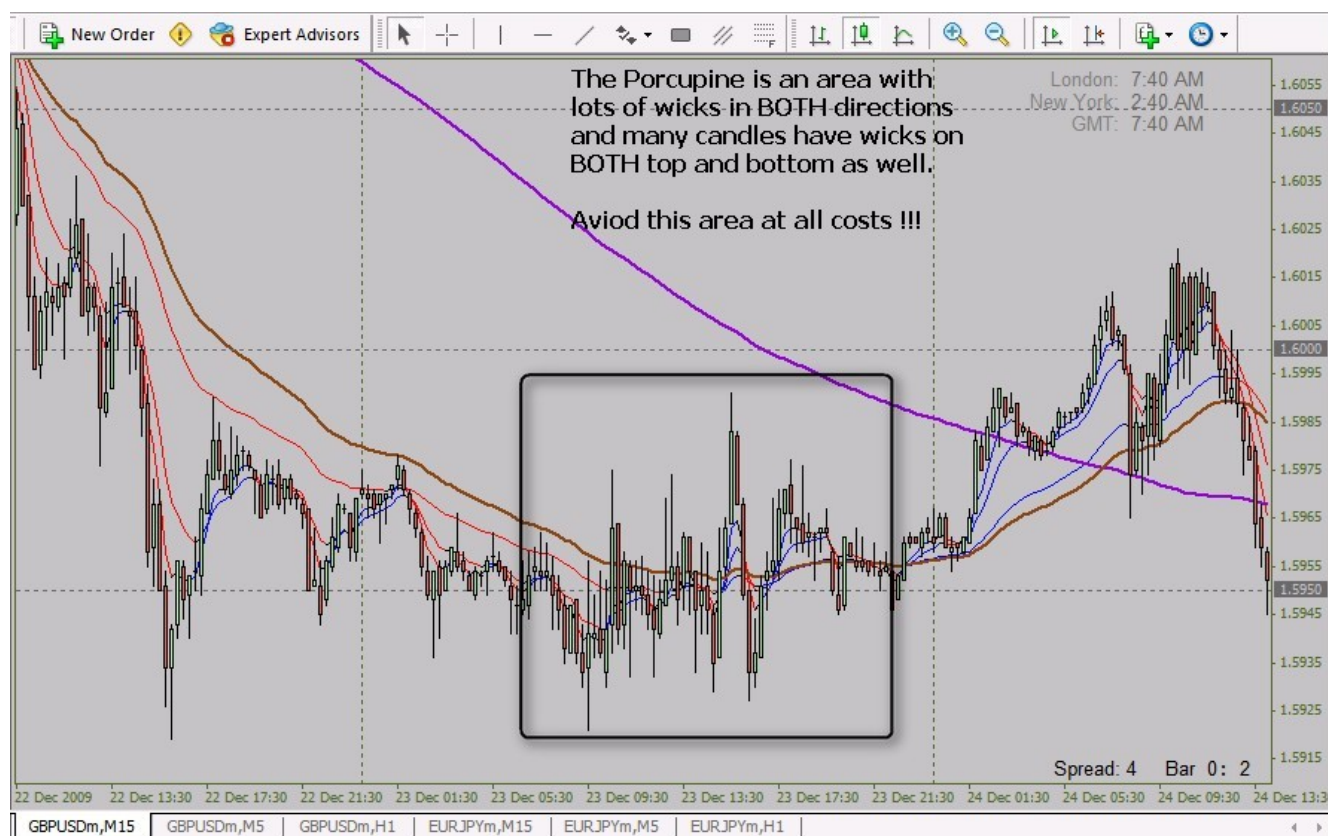 New Order
Expert Advisors
The Porcupine is an area with
lots of wicks in BOTH directions
and many candles have wicks on
BOTH top and bottom as well.
Aviod this area at all costs !!!
London: 7:40 AM
New York: 2:40 AM
GMT: 7:40 AM
1.6055
1.6050
1.6045
1.6035
1.6025
1.6015
1.6005
1.6000
1.5995
1.5985
1.5975
1.5965
1.5955
1.5950
1.5945
1.5935
1.5925
1.5915
Spread: 4 Bar 0: 2
22 Dec 2009 22 Dec 13:30 22 Dec 17:30 22 Dec 21:30 23 Dec 01:30 23 Dec 05:30 23 Dec 09:30 23 Dec 13:30 23 Dec 17:30 23 Dec 21:30 24 Dec 01:30 24 Dec 05:30 24 Dec 09:30 24 Dec 13:30
GBPUSDm,M15 GBPUSDm,M5 GBPUSDm,H1 EURJPYm,M15 EURJPYm,M5 EURJPYm,H1